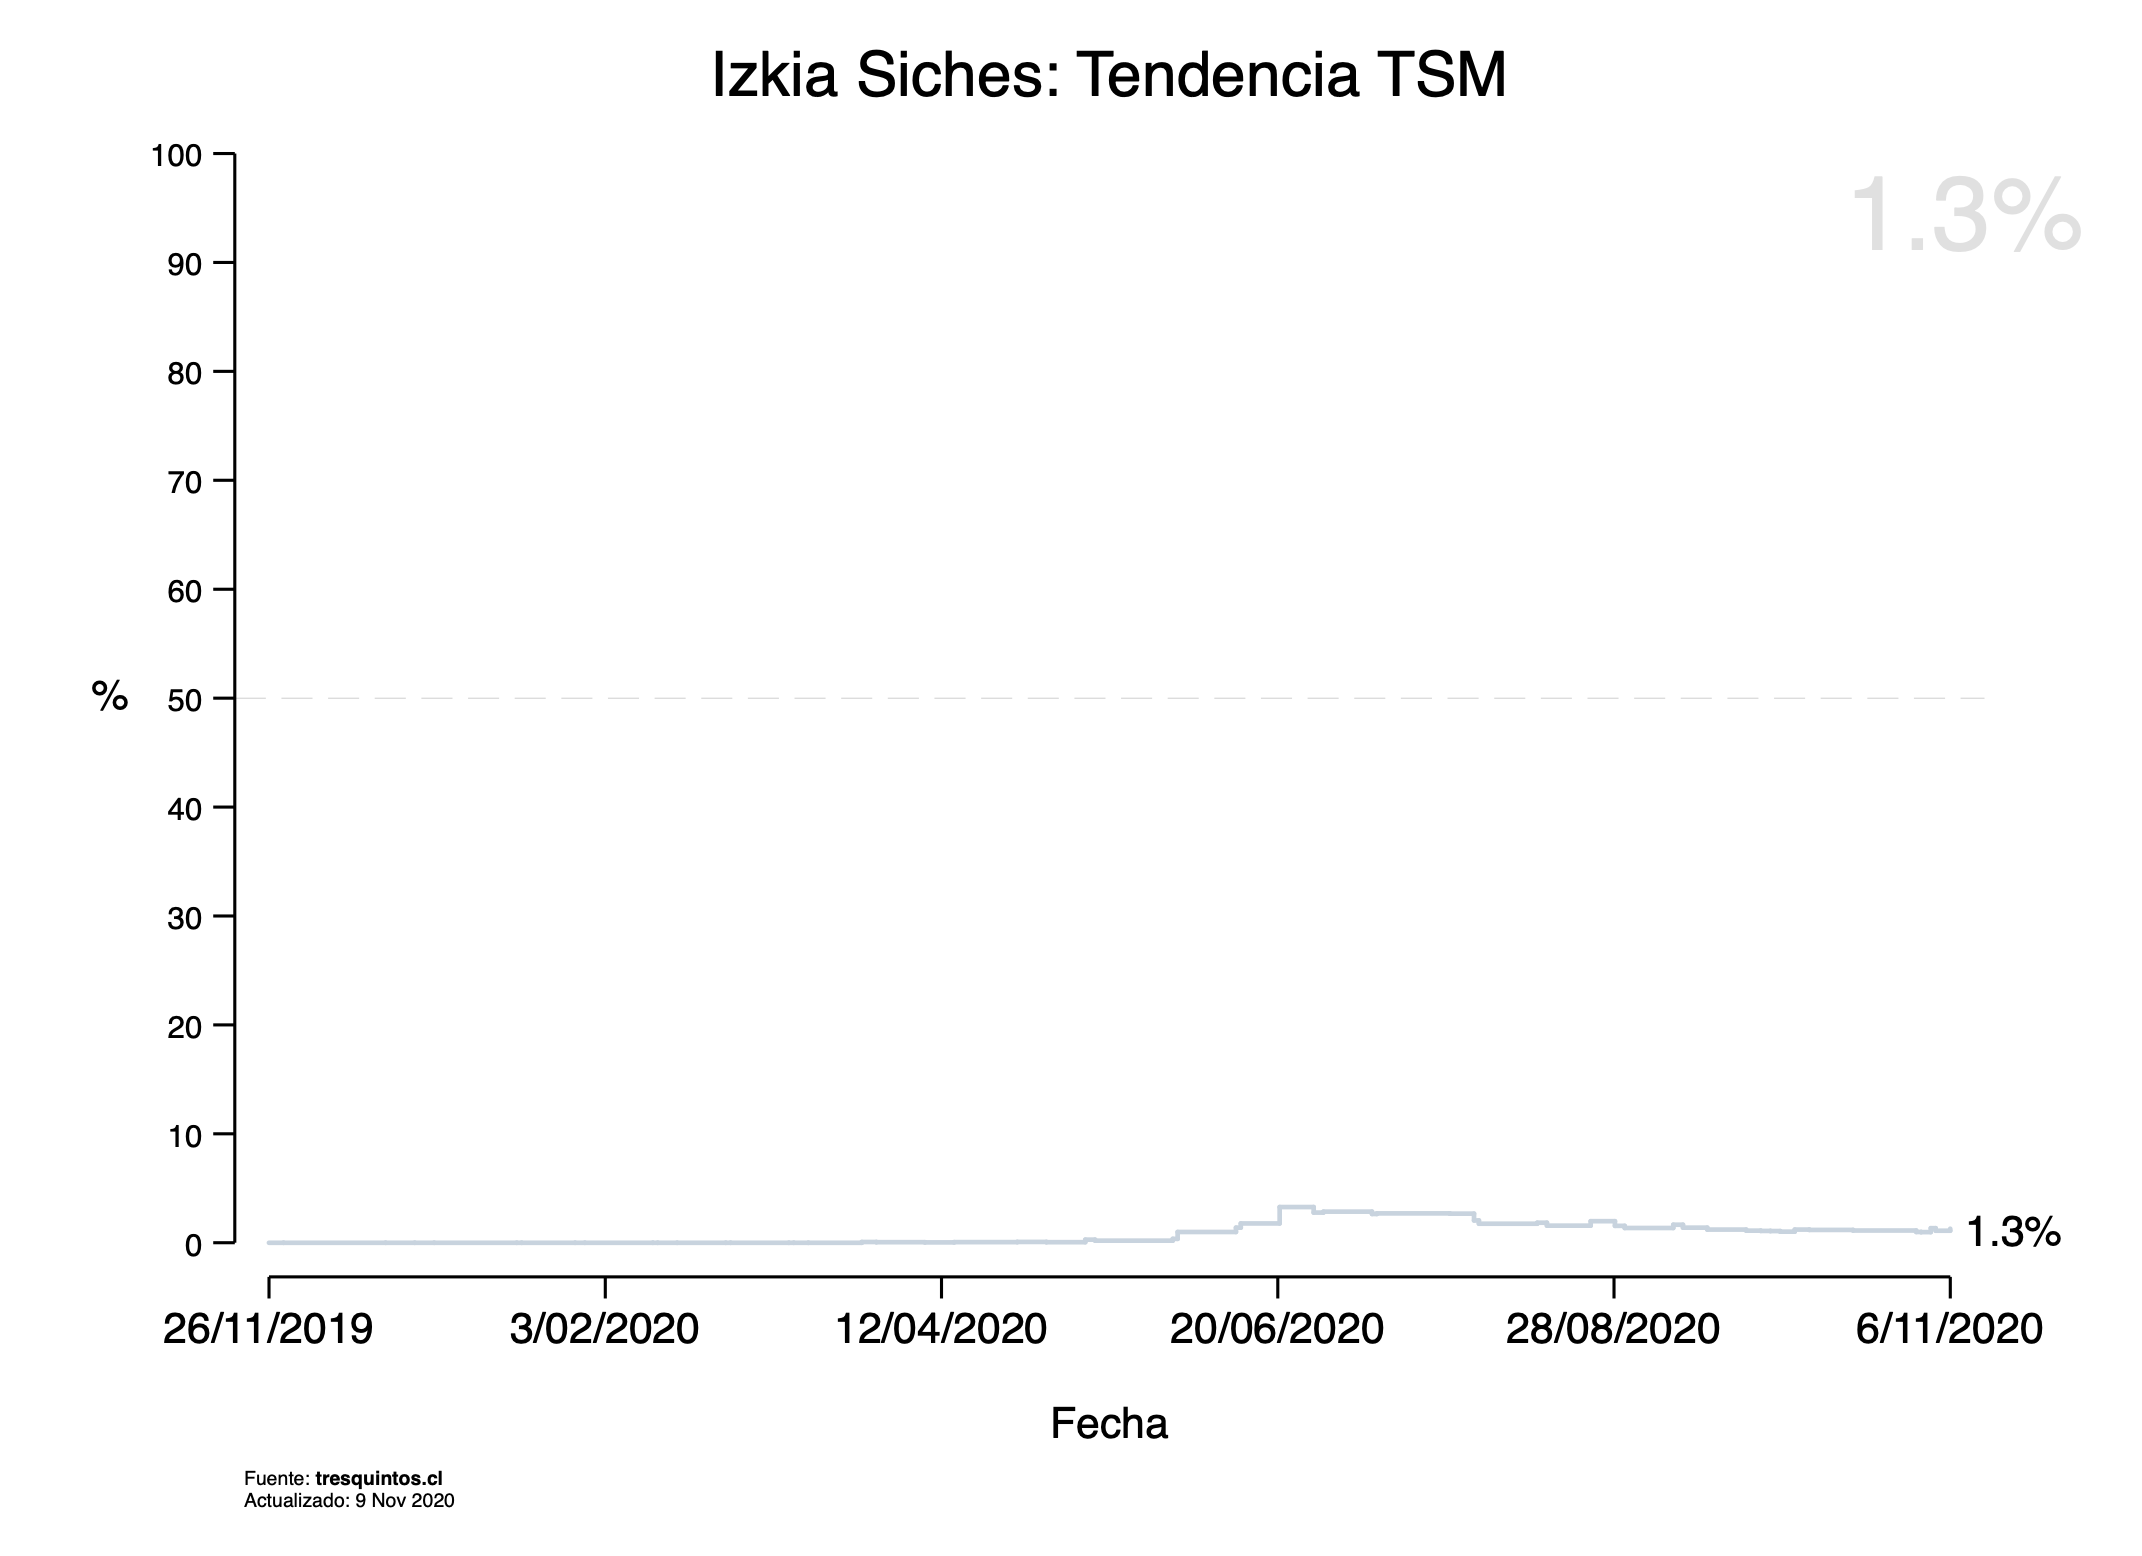 Izkia Siches: Tendencia TSM
100
1.3%
90
80
70
60
% 50
40
30
20
10
0
1.3%
26/11/2019 3/02/2020 12/04/2020 20/06/2020 28/08/2020 6/11/2020
Fecha
Fuente: tresquintos.cl
Actualizado: 9 Nov 2020